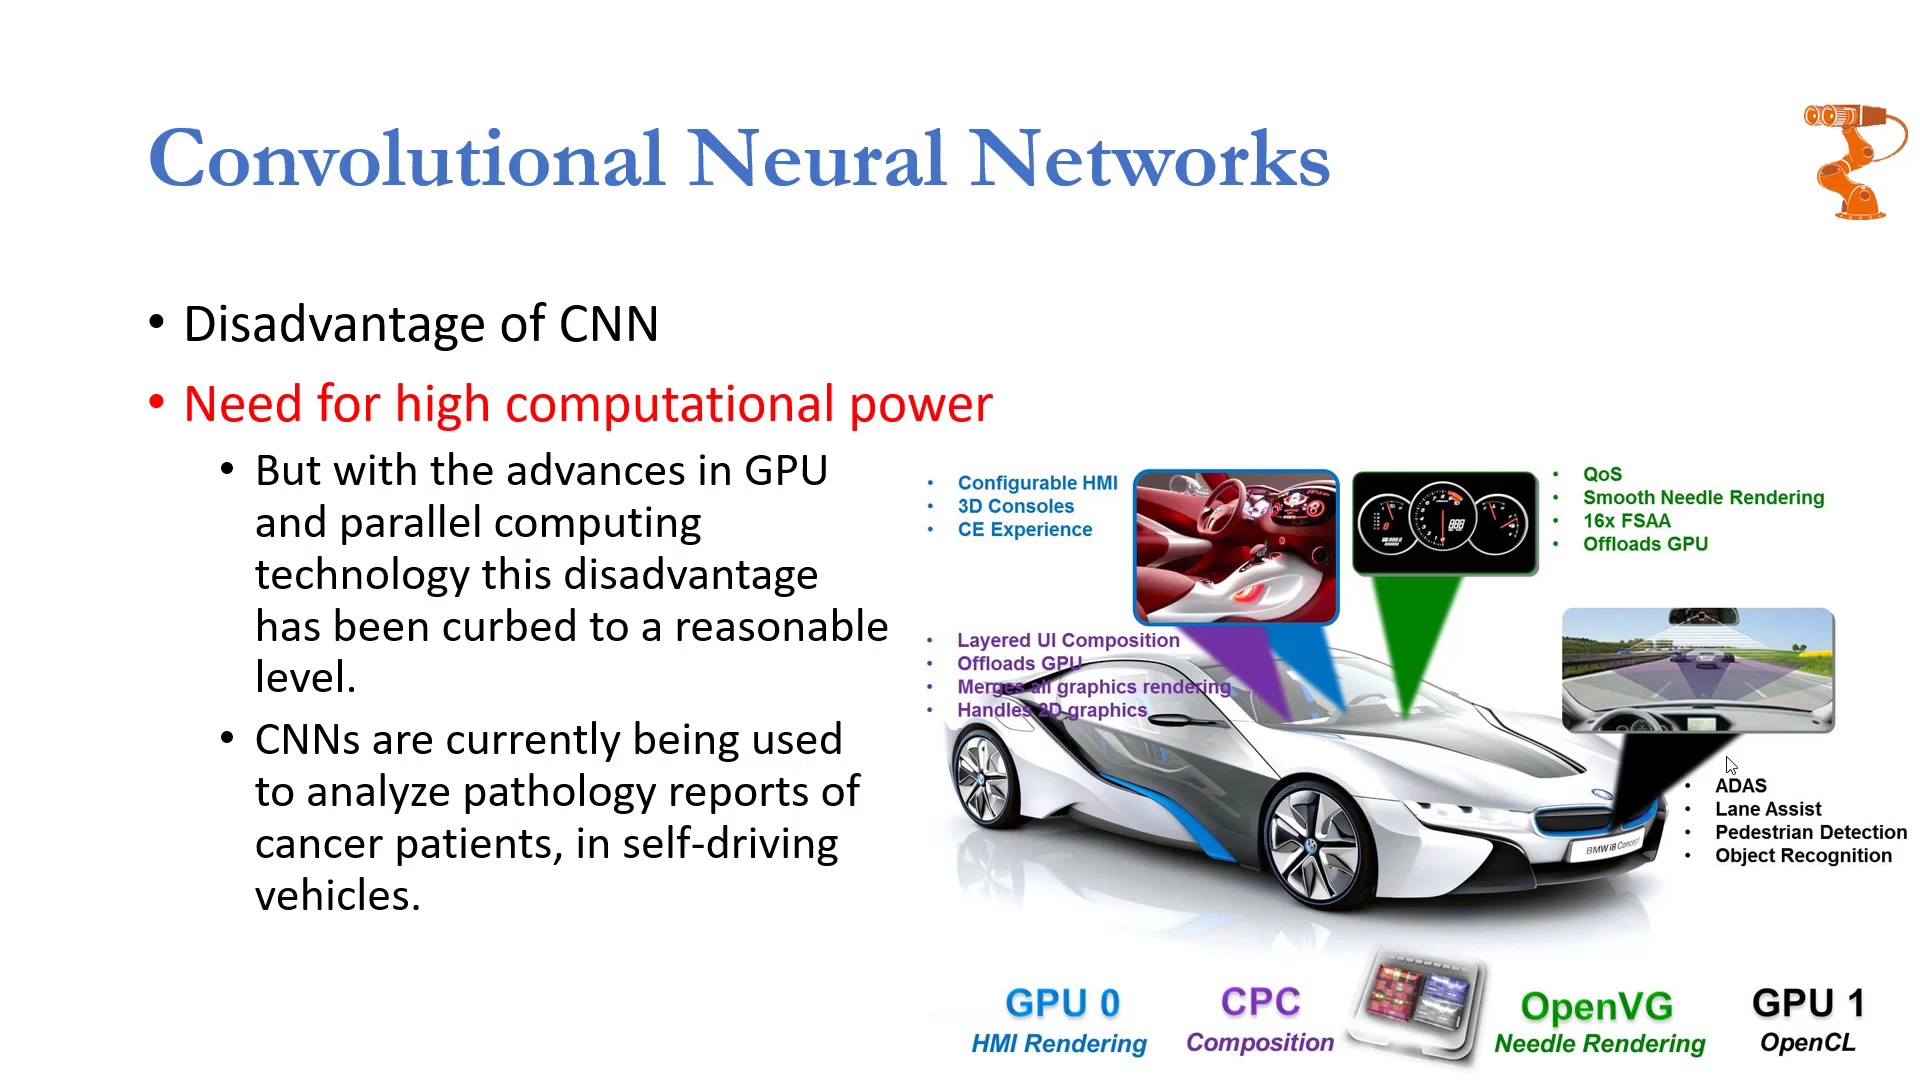 Convolutional Neural Networks
• Disadvantage of CNN
• Need for high computational power
• But with the advances in GPU
and parallel computing
technology this disadvantage
has been curbed to a reasonable
level.
• CNNs are currently being used
to analyze pathology reports of
cancer patients, in self-driving
vehicles.
• Configurable HMI
• 3D Consoles
• CE Experience
• QoS
• Smooth Needle Rendering
• 16x FSAA
• Offloads GPU
• Layered UI Composition
• Offloads GPU
• Merges all graphics rendering
• Handles 2D graphics
• ADAS
• Lane Assist
• Pedestrian Detection
• Object Recognition
BMW i8 Concept
GPU 0
HMI Rendering
CPC
Composition
OpenVG
Needle Rendering
GPU 1
OpenCL